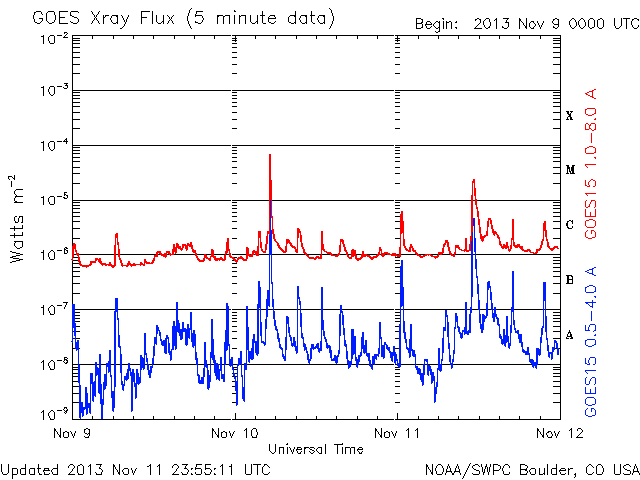 GOES Xray Flux (5 minute data)
Begin: 2013 Nov 9 0000 UTC
10⁻²
10⁻³
10⁻⁴
10⁻⁵
10⁻⁶
10⁻⁷
10⁻⁸
10⁻⁹
Watts m⁻²
X
M
C
B
A
GOES15 1.0-8.0 A
GOES15 0.5-4.0 A
Nov 9
Nov 10
Nov 11
Nov 12
Universal Time
Updated 2013 Nov 11 23:55:11 UTC
NOAA/SWPC Boulder, CO USA